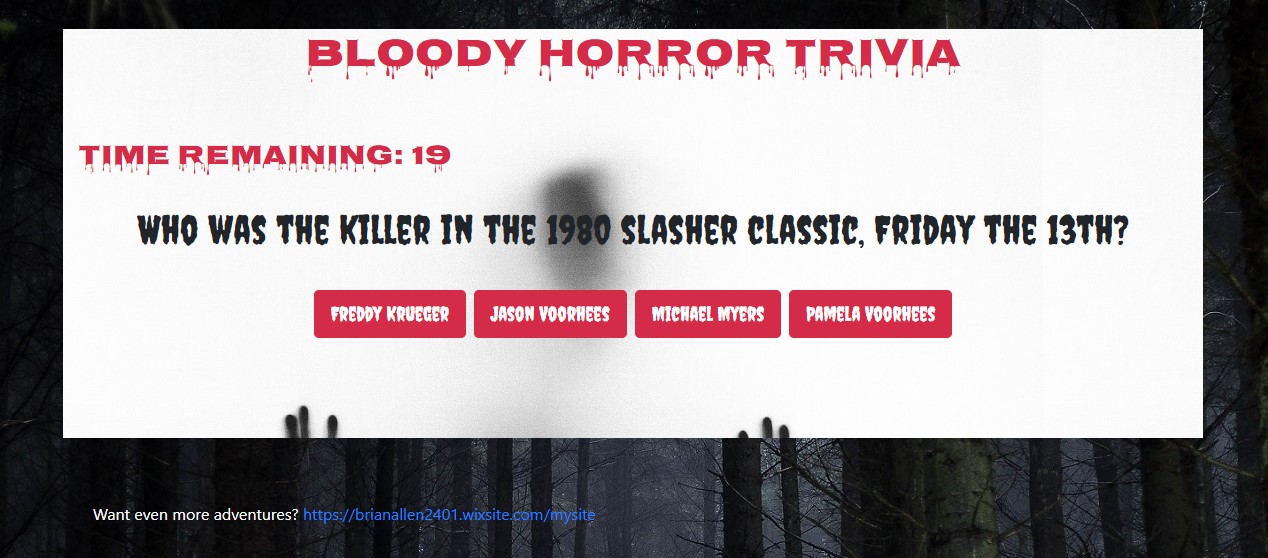 BLOODY HORROR TRIVIA
TIME REMAINING: 19
WHO WAS THE KILLER IN THE 1980 SLASHER CLASSIC, FRIDAY THE 13TH?
FREDDY KRUEGER
JASON VOORHEES
MICHAEL MYERS
PAMELA VOORHEES
Want even more adventures? https://brianallen2401.wixsite.com/mysite